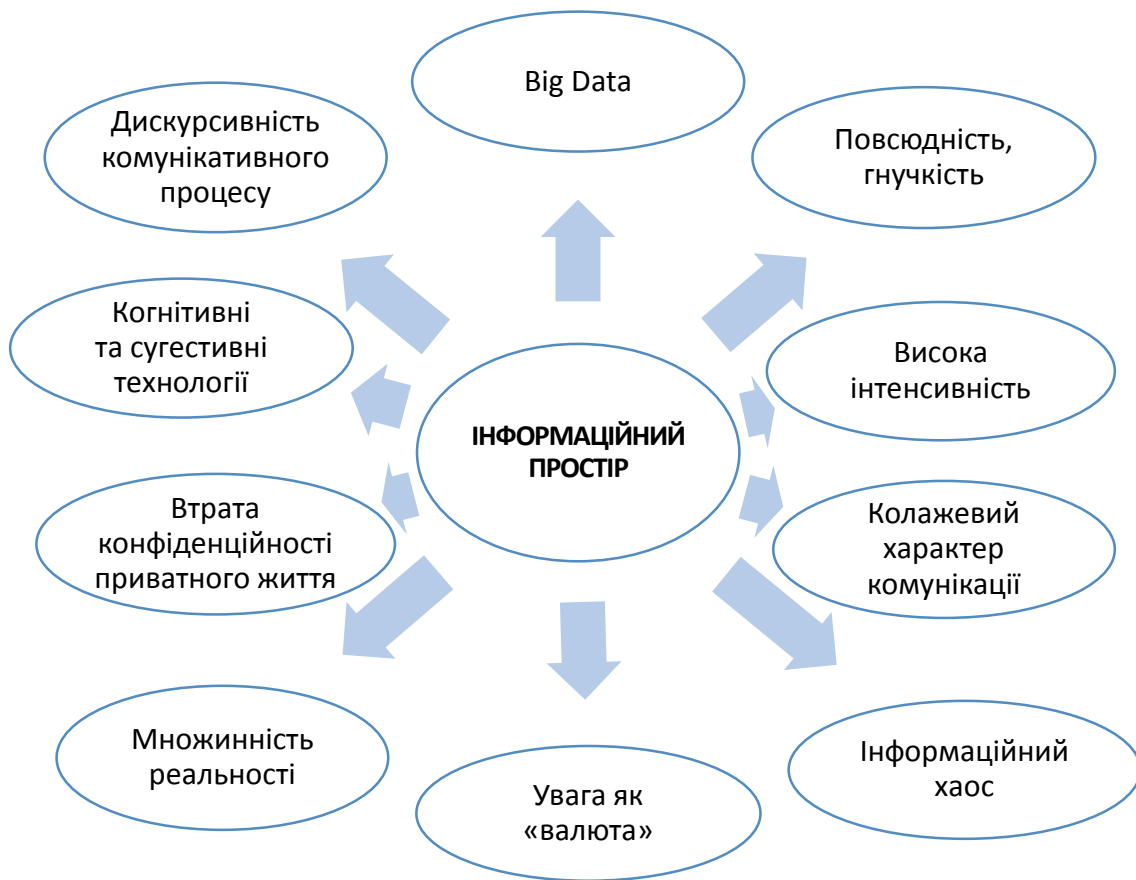 Big Data
Дискурсивність
комунікативного
процесу
Повсюдність,
гнучкість
Когнітивні
та сугестивні
технології
Висока
інтенсивність
ІНФОРМАЦІЙНИЙ
ПРОСТІР
Втрата
конфіденційності
приватного життя
Колажевий
характер
комунікації
Множинність
реальності
Увага як
«валюта»
Інформаційний
хаос